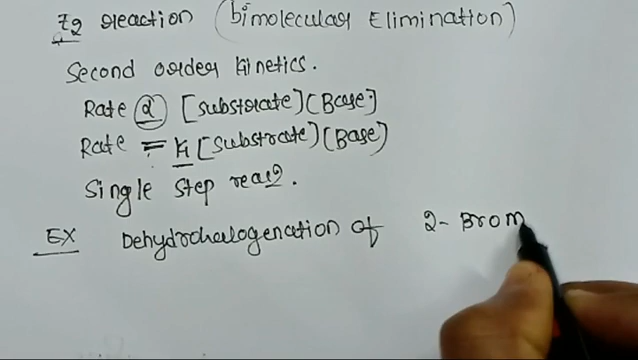 E2 reaction (bimolecular Elimination)
Second order kinetics.
Rate α [substrate][Base]
Rate = k [substrate][Base]
Single step reac?.
EX Dehydrohalogenation of 2- Brom